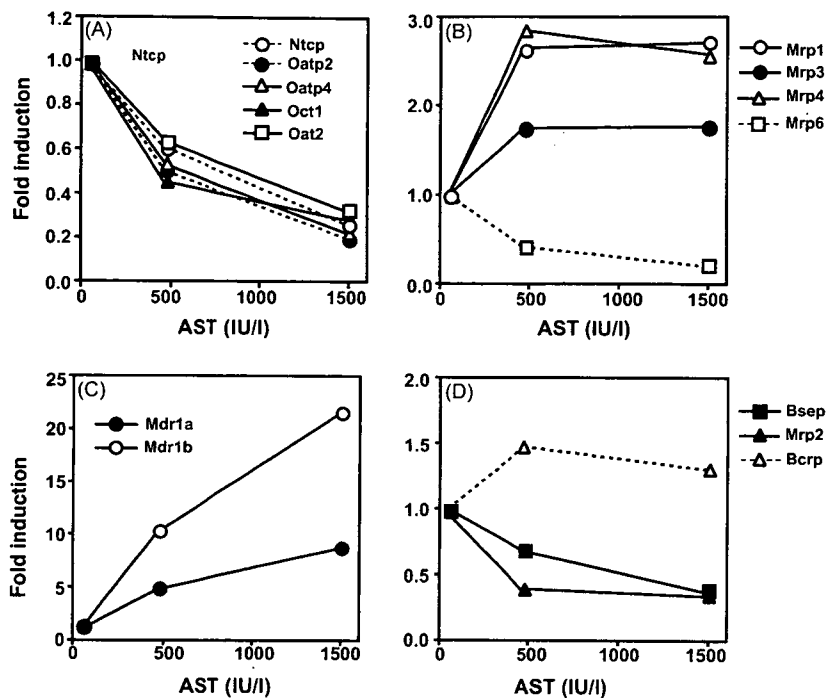 (A)
Ntcp
Ntcp
Oatp2
Oatp4
Oct1
Oat2
1.2
1.0
0.8
0.6
0.4
0.2
0.0
Fold induction
0
500
1000
1500
AST (IU/l)
(B)
3.0
2.0
1.0
0.0
0
500
1000
1500
AST (IU/l)
Mrp1
Mrp3
Mrp4
Mrp6
(C)
Mdr1a
Mdr1b
25
20
15
10
5
0
Fold induction
0
500
1000
1500
AST (IU/l)
(D)
2.0
1.5
1.0
0.5
0.0
0
500
1000
1500
AST (IU/l)
Bsep
Mrp2
Bcrp